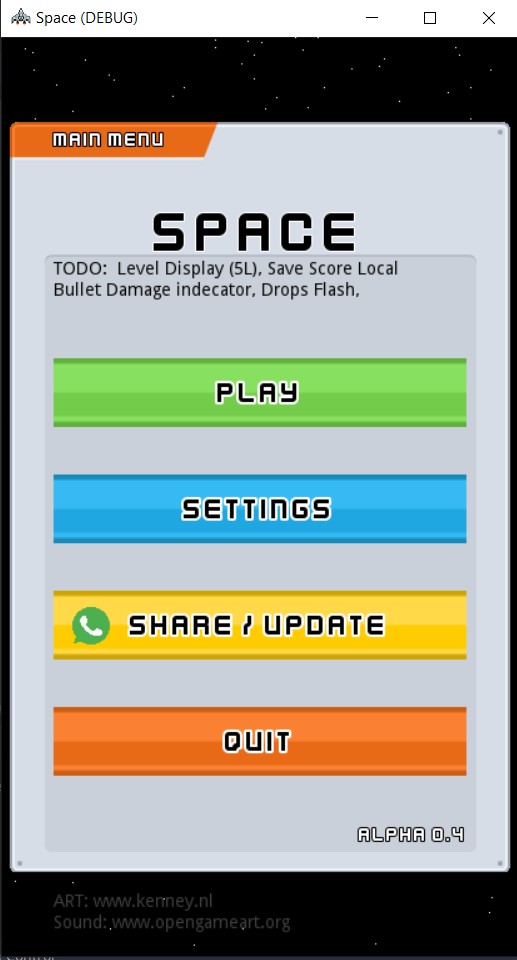 Space (DEBUG)
MAIN MENU
SPACE
TODO:  Level Display (5L), Save Score Local
Bullet Damage indecator, Drops Flash,
PLAY
SETTINGS
SHARE / UPDATE
QUIT
ALPHA 0.4
ART: www.kenney.nl
Sound: www.opengameart.org